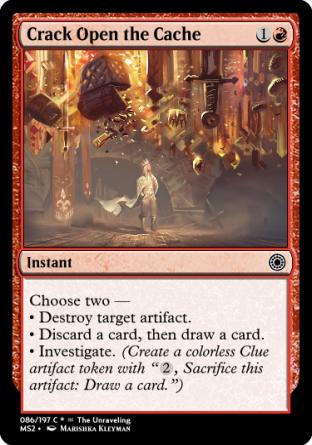 Crack Open the Cache 1
Instant
Choose two —
• Destroy target artifact.
• Discard a card, then draw a card.
• Investigate. (Create a colorless Clue
artifact token with “2, Sacrifice this
artifact: Draw a card.”)
086/197 C * = The Unraveling
MS2 • Marishka Kleyman